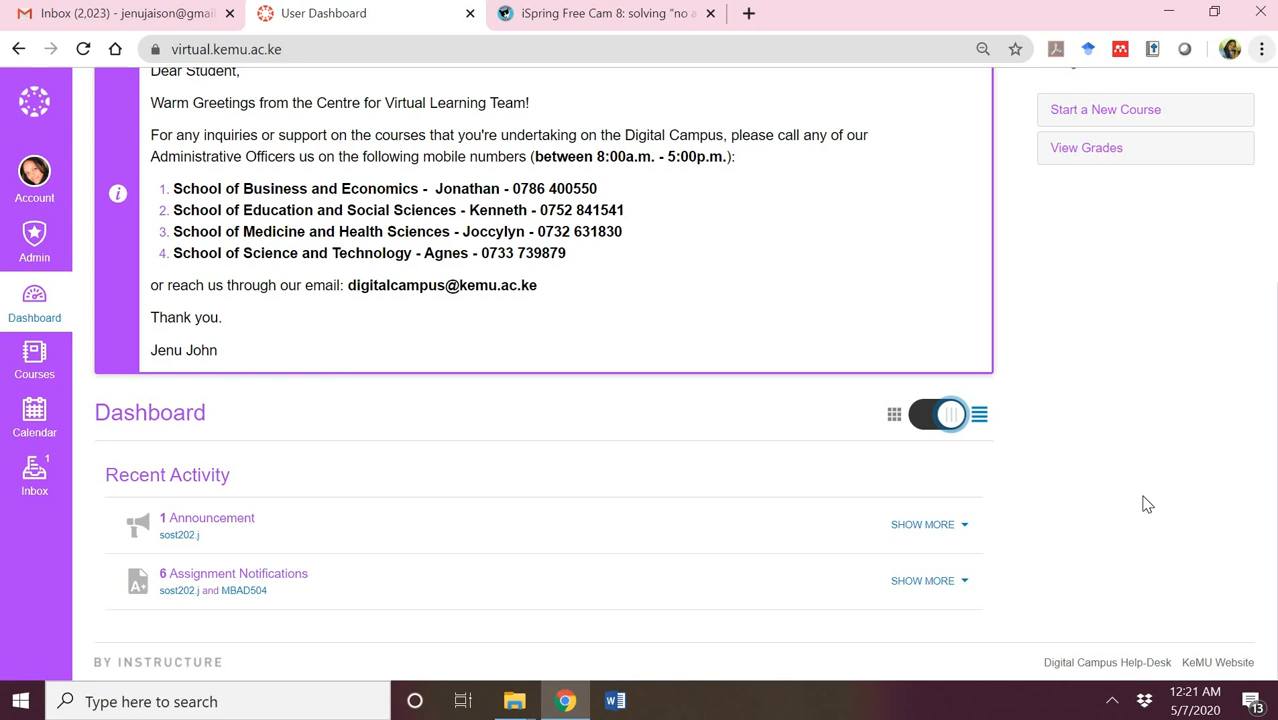 Inbox (2,023) - jenujaison@gmai
User Dashboard
iSpring Free Cam 8: solving "no a
virtual.kemu.ac.ke
Dear Student,
Warm Greetings from the Centre for Virtual Learning Team!
For any inquiries or support on the courses that you're undertaking on the Digital Campus, please call any of our
Administrative Officers us on the following mobile numbers (between 8:00a.m. - 5:00p.m.):
1. School of Business and Economics - Jonathan - 0786 400550
2. School of Education and Social Sciences - Kenneth - 0752 841541
3. School of Medicine and Health Sciences - Joccylyn - 0732 631830
4. School of Science and Technology - Agnes - 0733 739879
or reach us through our email: digitalcampus@kemu.ac.ke
Thank you.
Jenu John
Start a New Course
View Grades
Account
Admin
Dashboard
Courses
Calendar
1
Inbox
Dashboard
Recent Activity
1 Announcement
sost202.j
SHOW MORE
6 Assignment Notifications
sost202.j and MBAD504
SHOW MORE
BY INSTRUCTURE
Digital Campus Help-Desk
KeMU Website
Type here to search
12:21 AM
5/7/2020
13